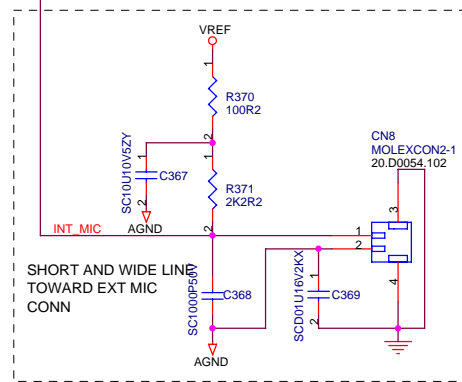 VREF
1
R370
100R2
2
1
SC10U10V5ZY
C367
2
AGND
1
R371
2K2R2
2
CN8
MOLEXCON2-1
20.D0054.102
3
1
2
4
INT_MIC
SHORT AND WIDE LINE
TOWARD EXT MIC
CONN
SC1000P50V
C368
AGND
1
SCD01U16V2KX
C369
2